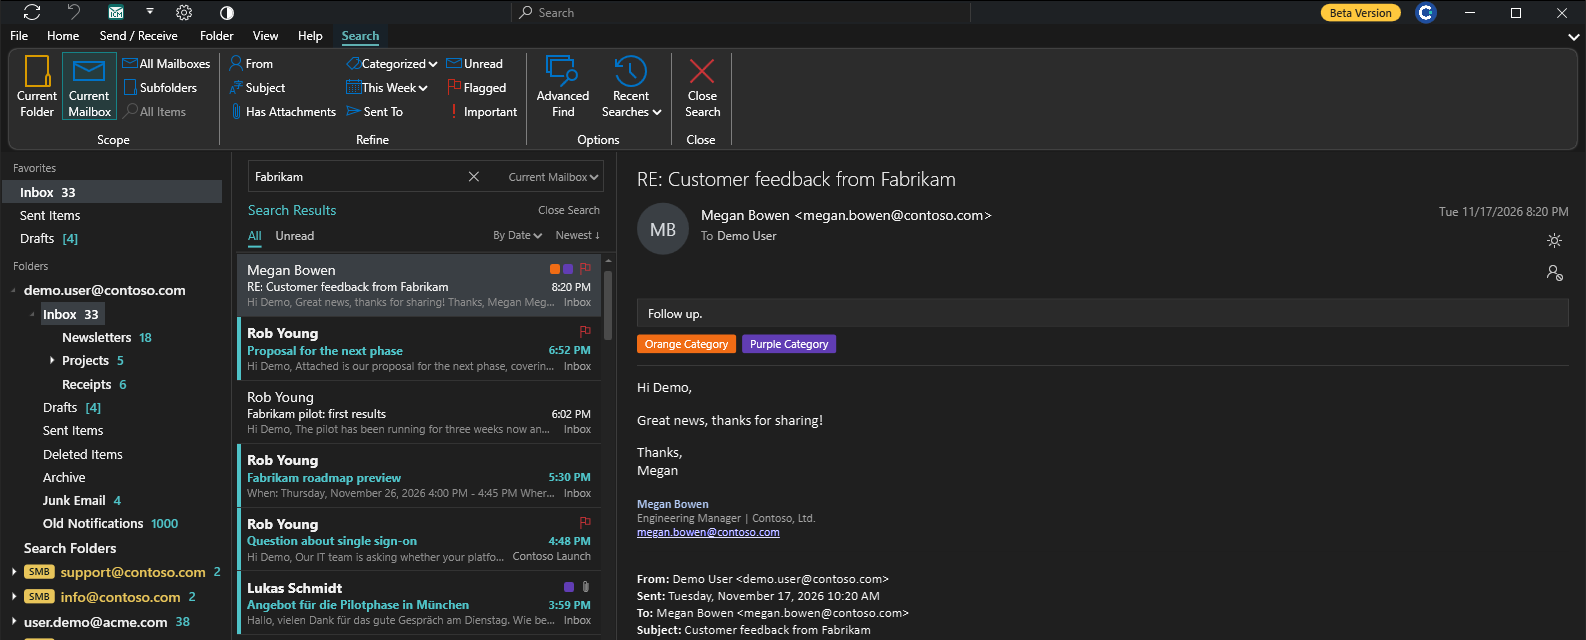 Search
Beta Version
File Home Send / Receive Folder View Help Search
Current Folder
Current Mailbox
All Mailboxes
Subfolders
All Items
Scope
From
Subject
Has Attachments
Categorized
This Week
Sent To
Unread
Flagged
Important
Refine
Advanced Find
Recent Searches
Options
Close Search
Close
Favorites
Inbox 33
Sent Items
Drafts [4]
Folders
demo.user@contoso.com
Inbox 33
Newsletters 18
Projects 5
Receipts 6
Drafts [4]
Sent Items
Deleted Items
Archive
Junk Email 4
Old Notifications 1000
Search Folders
SMB support@contoso.com 2
SMB info@contoso.com 2
user.demo@acme.com 38
Fabrikam
Current Mailbox
Search Results
Close Search
All Unread
By Date
Newest ↓
Megan Bowen
RE: Customer feedback from Fabrikam 8:20 PM
Hi Demo, Great news, thanks for sharing! Thanks, Megan Meg... Inbox
Rob Young
Proposal for the next phase 6:52 PM
Hi Demo, Attached is our proposal for the next phase, coverin... Inbox
Rob Young
Fabrikam pilot: first results 6:02 PM
Hi Demo, The pilot has been running for three weeks now an... Inbox
Rob Young
Fabrikam roadmap preview 5:30 PM
When: Thursday, November 26, 2026 4:00 PM - 4:45 PM Wher... Inbox
Rob Young
Question about single sign-on 4:48 PM
Hi Demo, Our IT team is asking whether your platfo... Contoso Launch
Lukas Schmidt
Angebot für die Pilotphase in München 3:59 PM
Hallo, vielen Dank für das gute Gespräch am Dienstag. Wie be... Inbox
RE: Customer feedback from Fabrikam
MB
Megan Bowen <megan.bowen@contoso.com>
To Demo User
Tue 11/17/2026 8:20 PM
Follow up.
Orange Category Purple Category
Hi Demo,
Great news, thanks for sharing!
Thanks,
Megan
Megan Bowen
Engineering Manager | Contoso, Ltd.
megan.bowen@contoso.com
From: Demo User <demo.user@contoso.com>
Sent: Tuesday, November 17, 2026 10:20 AM
To: Megan Bowen <megan.bowen@contoso.com>
Subject: Customer feedback from Fabrikam